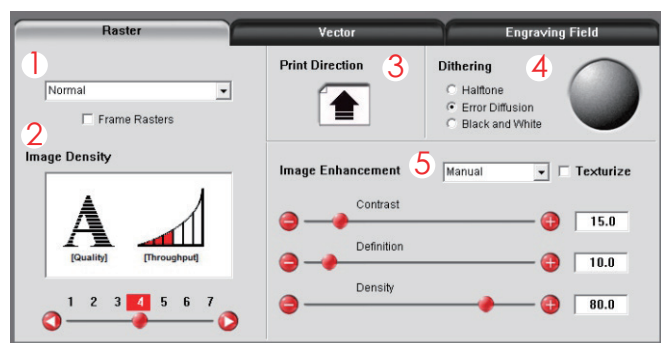 Raster
Vector
Engraving Field
1
Normal
Frame Rasters
2
Image Density
A
[Quality]
[Throughput]
1 2 3 4 5 6 7
Print Direction
3
Dithering
4
Halftone
Error Diffusion
Black and White
Image Enhancement
5
Manual
Texturize
Contrast
15.0
Definition
10.0
Density
80.0